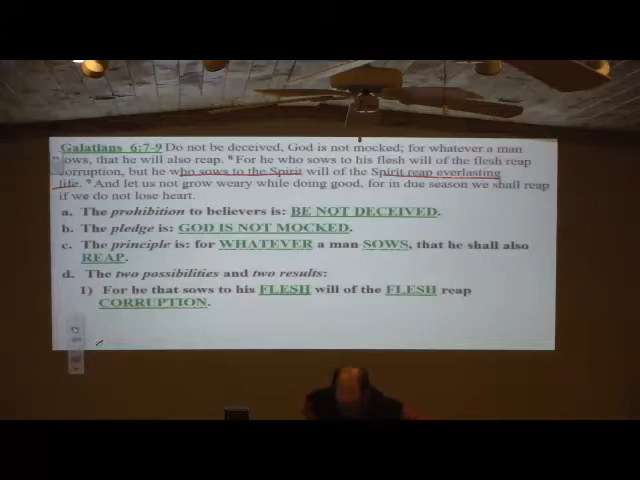 Galatians 6:7-9 Do not be deceived, God is not mocked; for whatever a man
sows, that he will also reap. 8 For he who sows to his flesh will of the flesh reap
corruption, but he who sows to the Spirit will of the Spirit reap everlasting
life. 9 And let us not grow weary while doing good, for in due season we shall reap
if we do not lose heart.
a. The prohibition to believers is: BE NOT DECEIVED.
b. The pledge is: GOD IS NOT MOCKED.
c. The principle is: for WHATEVER a man SOWS, that he shall also
REAP.
d. The two possibilities and two results:
1) For he that sows to his FLESH will of the FLESH reap
CORRUPTION.